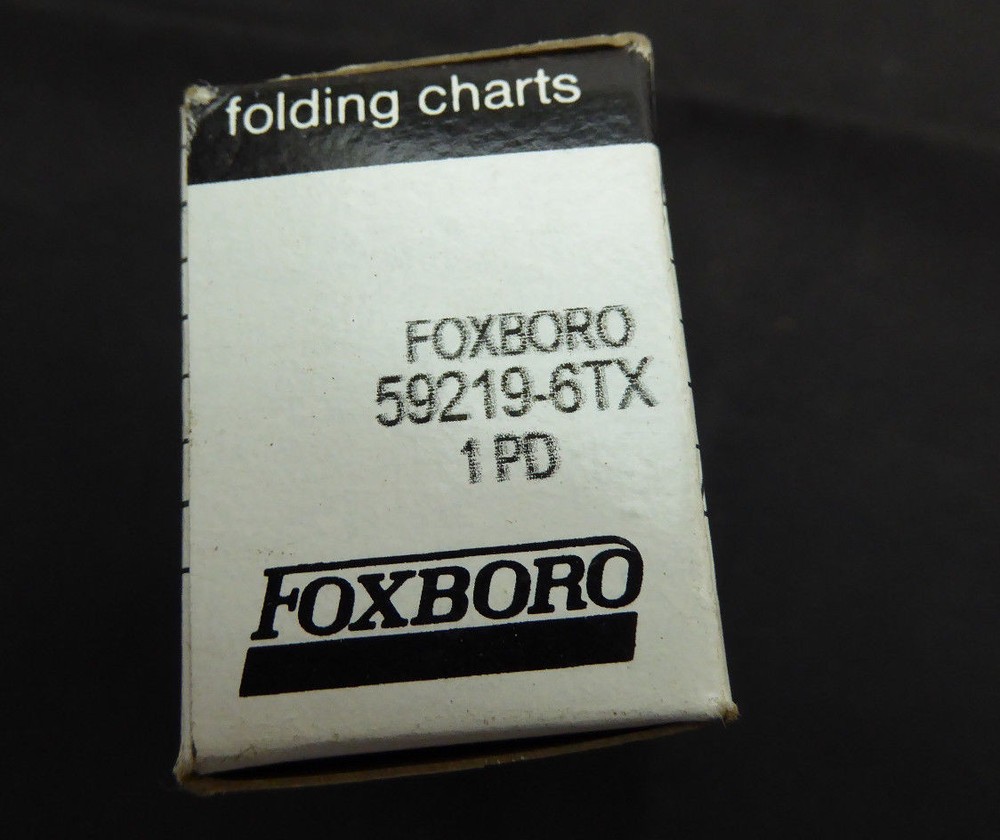 folding charts
FOXBORO
59219-6TX
1 PD
FOXBORO